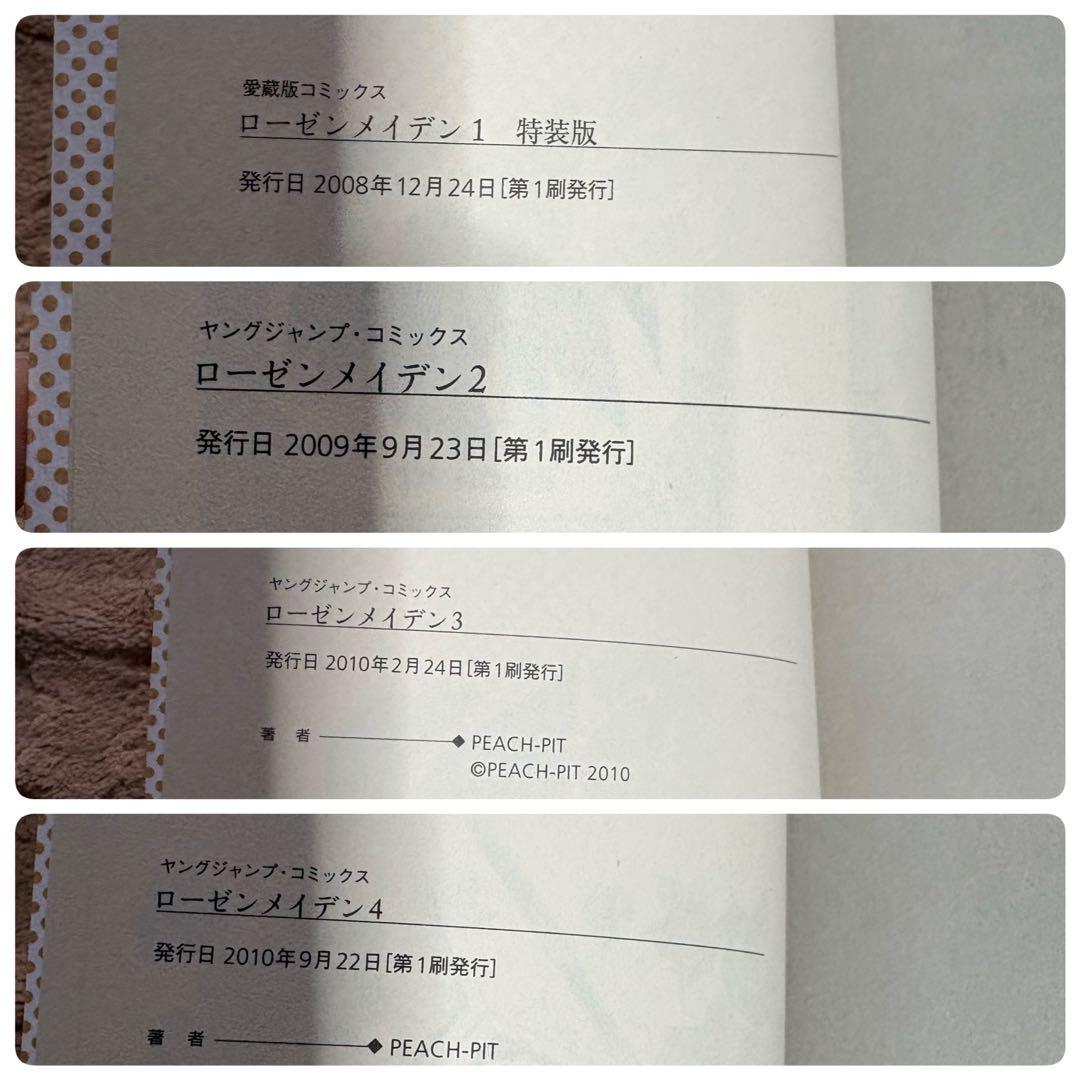 愛蔵版コミックス
ローゼンメイデン1 特装版
発行日 2008年12月24日[第1刷発行]
ヤングジャンプ・コミックス
ローゼンメイデン2
発行日 2009年9月23日[第1刷発行]
ヤングジャンプ・コミックス
ローゼンメイデン3
発行日 2010年2月24日[第1刷発行]
著 者 ◆ PEACH-PIT
©PEACH-PIT 2010
ヤングジャンプ・コミックス
ローゼンメイデン4
発行日 2010年9月22日[第1刷発行]
著 者 ◆ PEACH-PIT